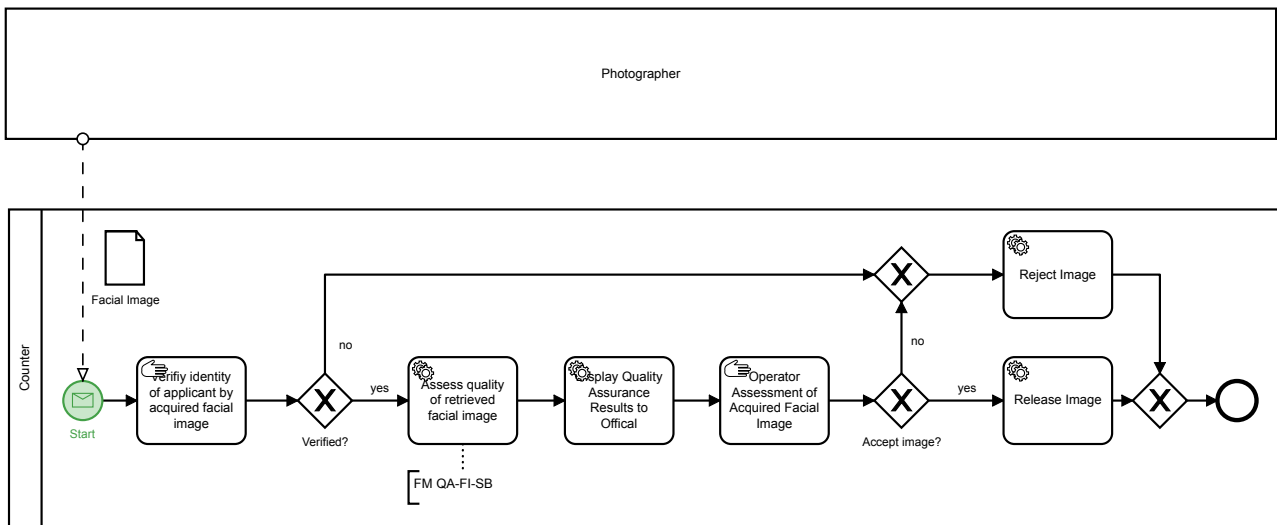 Photographer
Counter
Facial Image
Start
Verifiy identity
of applicant by
acquired facial
image
Verified?
no
yes
Assess quality
of retrieved
facial image
FM QA-FI-SB
Display Quality
Assurance
Results to
Offical
Operator
Assessment of
Acquired Facial
Image
Accept image?
no
yes
Reject Image
Release Image